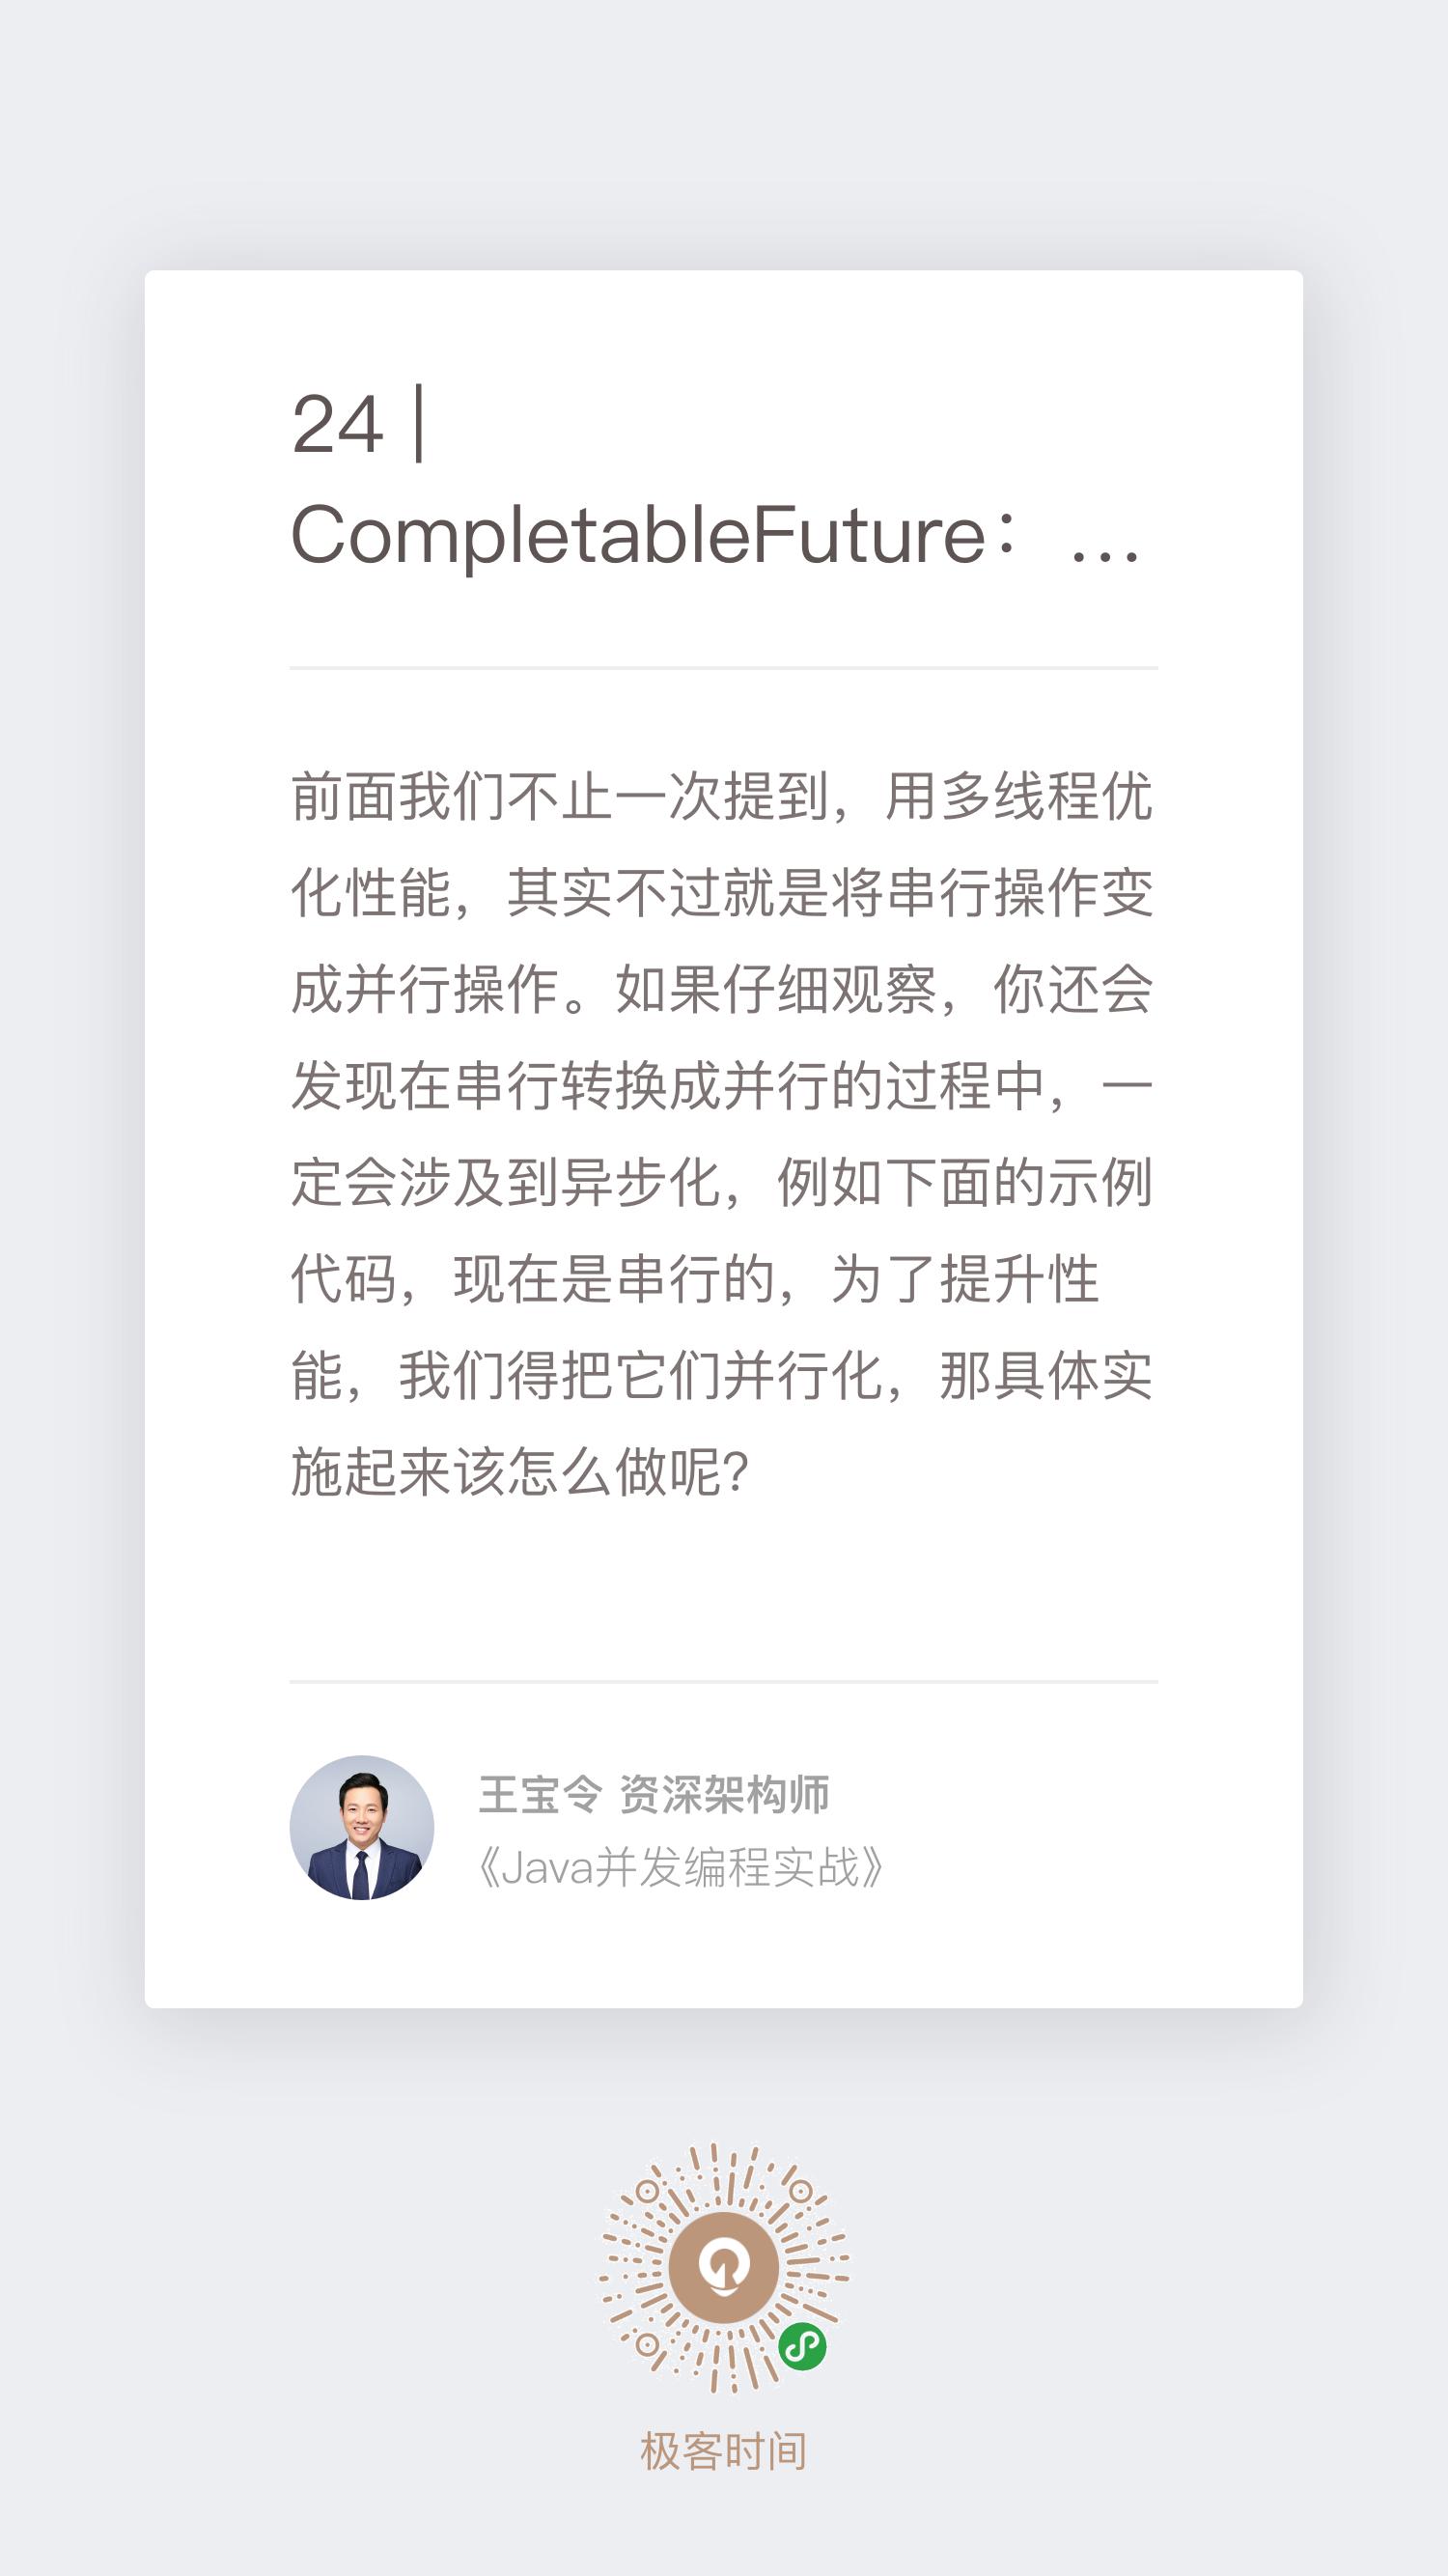 24 |
CompletableFuture：...
前面我们不止一次提到，用多线程优
化性能，其实不过就是将串行操作变
成并行操作。如果仔细观察，你还会
发现在串行转换成并行的过程中，一
定会涉及到异步化，例如下面的示例
代码，现在是串行的，为了提升性
能，我们得把它们并行化，那具体实
施起来该怎么做呢？
王宝令 资深架构师
《Java并发编程实战》
极客时间